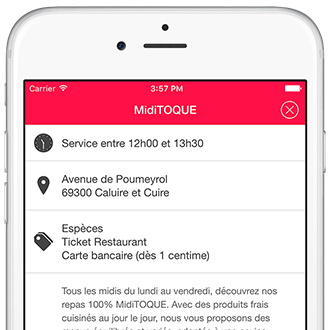 Carrier 3:57 PM
MidiTOQUE
Service entre 12h00 et 13h30
Avenue de Poumeyrol
69300 Caluire et Cuire
Espèces
Ticket Restaurant
Carte bancaire (dès 1 centime)
Tous les midis du lundi au vendredi, découvrez nos
repas 100% MidiTOQUE. Avec des produits frais
cuisinés au jour le jour, nous vous proposons des